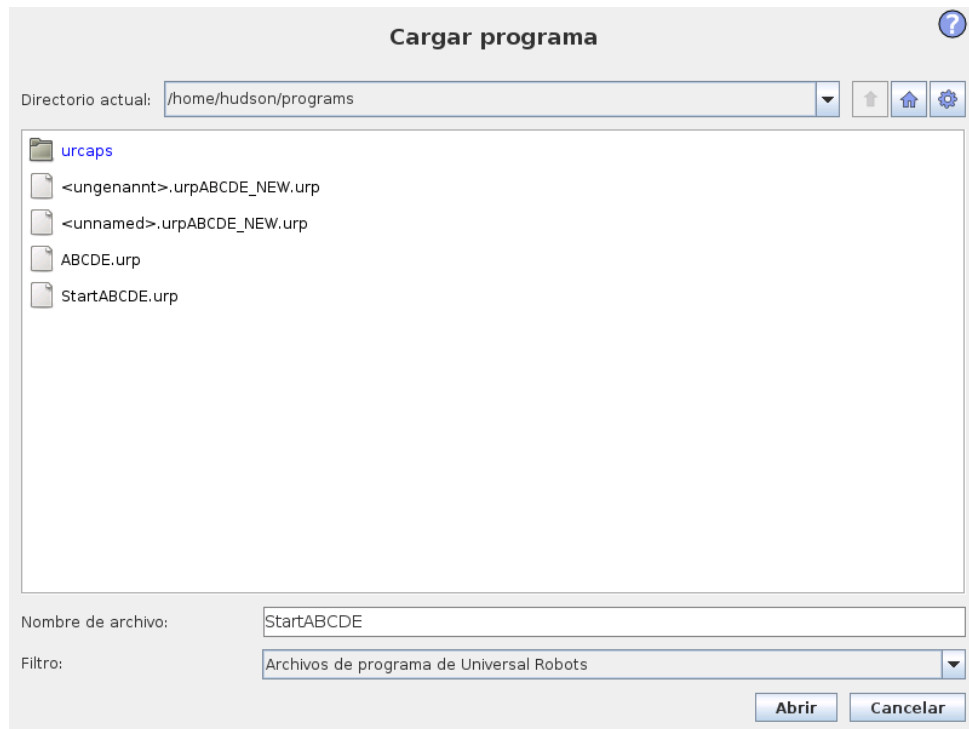 Cargar programa
?
Directorio actual: /home/hudson/programs
urcaps
<ungenannt>.urpABCDE_NEW.urp
<unnamed>.urpABCDE_NEW.urp
ABCDE.urp
StartABCDE.urp
Nombre de archivo: StartABCDE
Filtro: Archivos de programa de Universal Robots
Abrir Cancelar